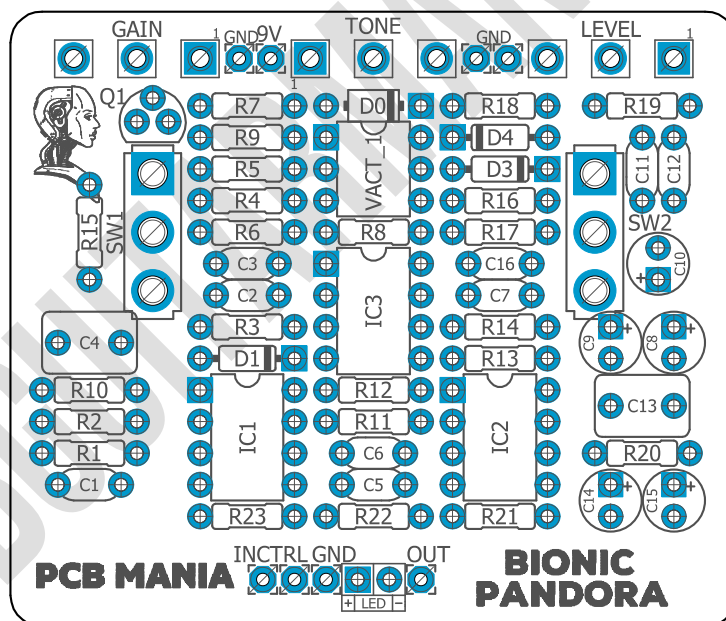 GAIN
1
GND
9V
1
TONE
GND
LEVEL
1
Q1
R7
D0
R18
R19
R9
D4
R5
VACT_1
D3
C11
C12
R4
R16
R15
SW1
R6
R8
R17
SW2
C3
C16
C10
+
C2
IC3
C7
R3
R14
C9
+
C8
+
C4
D1
R13
R10
R12
C13
R2
R11
IC1
IC2
R1
C6
R20
C1
C5
C14
+
C15
+
R23
R22
R21
PCB MANIA
IN
CTRL
GND
OUT
+ LED −
BIONIC
PANDORA